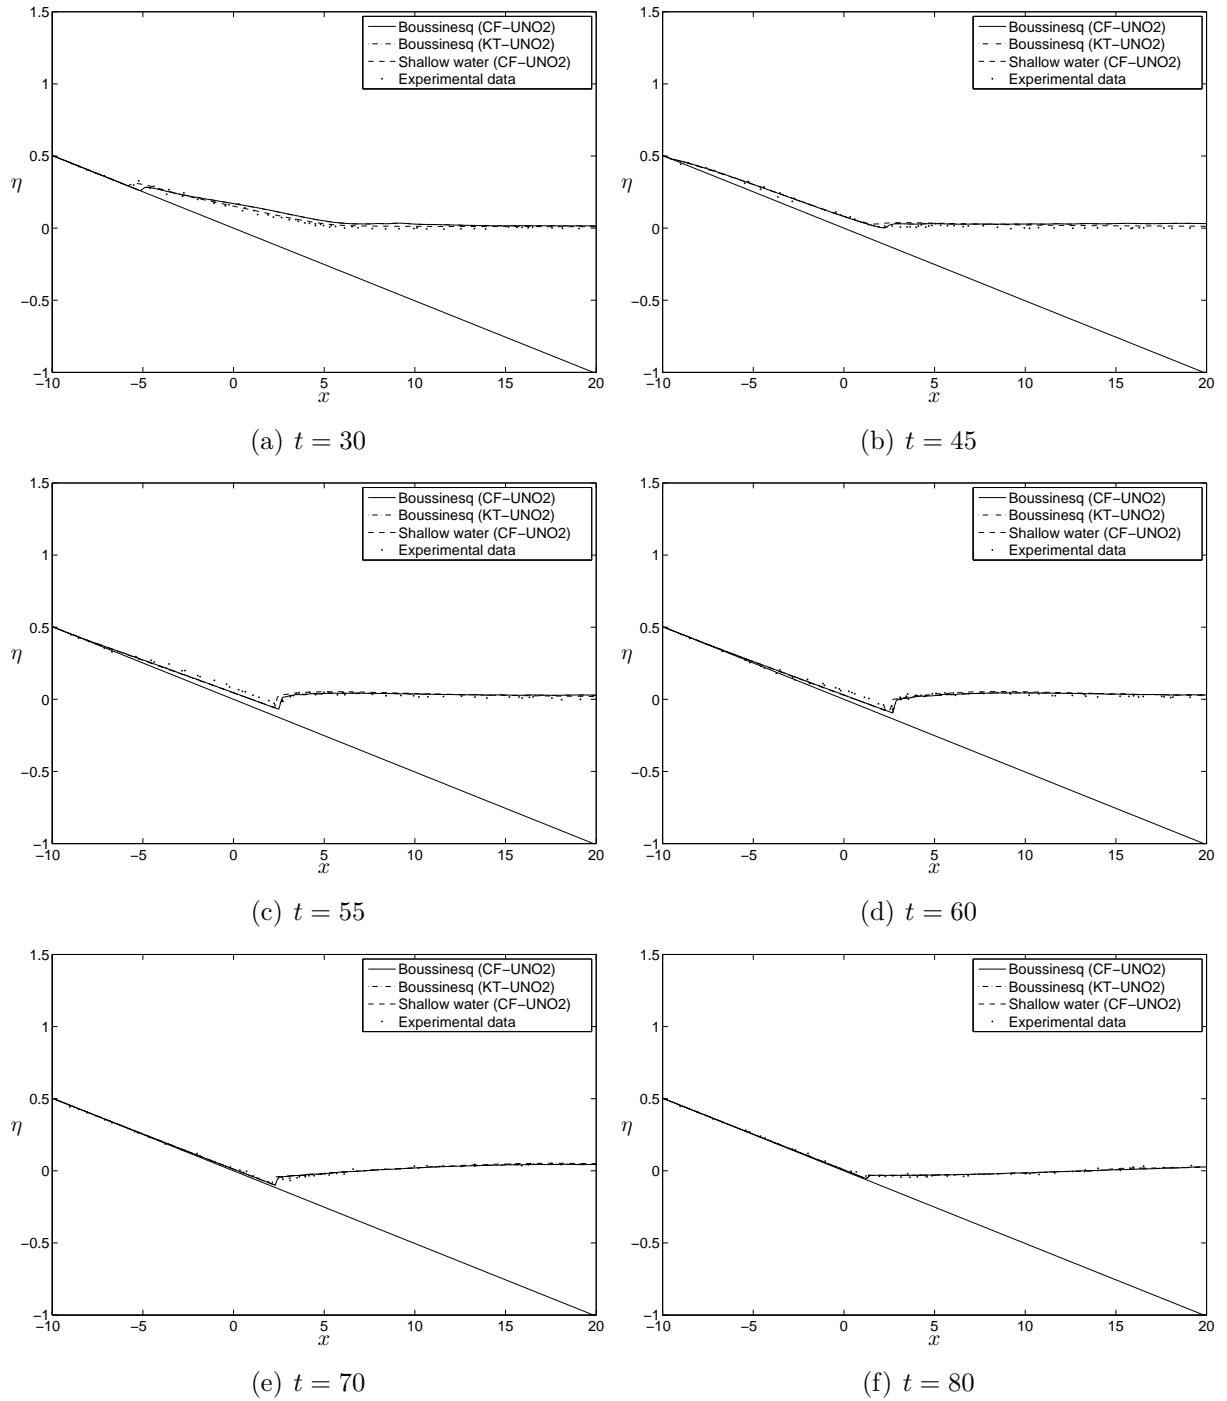 1.5
Boussinesq (CF−UNO2)
Boussinesq (KT−UNO2)
Shallow water (CF−UNO2)
Experimental data
1
0.5
η
0
−0.5
−1
−10 −5 0 5 10 15 20
x
(a) t = 30
1.5
Boussinesq (CF−UNO2)
Boussinesq (KT−UNO2)
Shallow water (CF−UNO2)
Experimental data
1
0.5
η
0
−0.5
−1
−10 −5 0 5 10 15 20
x
(b) t = 45
1.5
Boussinesq (CF−UNO2)
Boussinesq (KT−UNO2)
Shallow water (CF−UNO2)
Experimental data
1
0.5
η
0
−0.5
−1
−10 −5 0 5 10 15 20
x
(c) t = 55
1.5
Boussinesq (CF−UNO2)
Boussinesq (KT−UNO2)
Shallow water (CF−UNO2)
Experimental data
1
0.5
η
0
−0.5
−1
−10 −5 0 5 10 15 20
x
(d) t = 60
1.5
Boussinesq (CF−UNO2)
Boussinesq (KT−UNO2)
Shallow water (CF−UNO2)
Experimental data
1
0.5
η
0
−0.5
−1
−10 −5 0 5 10 15 20
x
(e) t = 70
1.5
Boussinesq (CF−UNO2)
Boussinesq (KT−UNO2)
Shallow water (CF−UNO2)
Experimental data
1
0.5
η
0
−0.5
−1
−10 −5 0 5 10 15 20
x
(f) t = 80